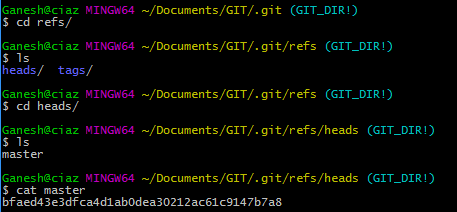 Ganesh@ciaz MINGW64 ~/Documents/GIT/.git (GIT_DIR!)
$ cd refs/
Ganesh@ciaz MINGW64 ~/Documents/GIT/.git/refs (GIT_DIR!)
$ ls
heads/  tags/
Ganesh@ciaz MINGW64 ~/Documents/GIT/.git/refs (GIT_DIR!)
$ cd heads/
Ganesh@ciaz MINGW64 ~/Documents/GIT/.git/refs/heads (GIT_DIR!)
$ ls
master
Ganesh@ciaz MINGW64 ~/Documents/GIT/.git/refs/heads (GIT_DIR!)
$ cat master
bfaed43e3dfca4d1ab0dea30212ac61c9147b7a8